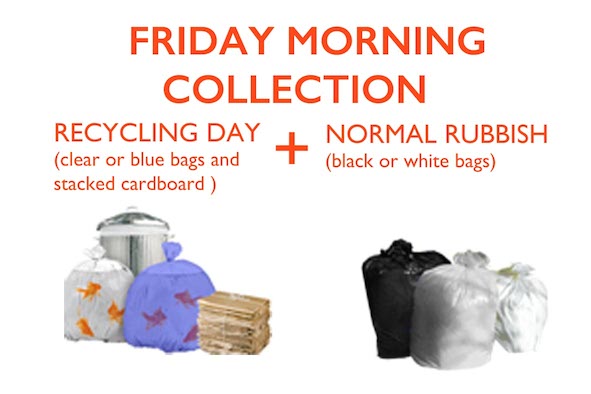 FRIDAY MORNING
COLLECTION
RECYCLING DAY
(clear or blue bags and
stacked cardboard )
+
NORMAL RUBBISH
(black or white bags)